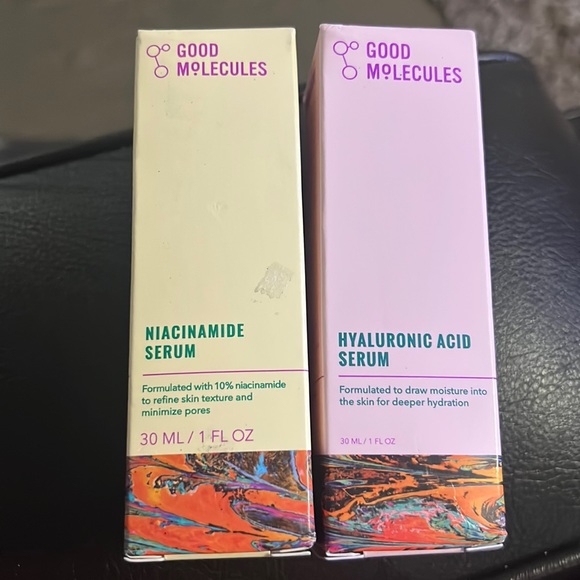 GOOD
MOLECULES
NIACINAMIDE
SERUM
Formulated with 10% niacinamide
to refine skin texture and
minimize pores
30 ML / 1 FL OZ
GOOD
MOLECULES
HYALURONIC ACID
SERUM
Formulated to draw moisture into
the skin for deeper hydration
30 ML / 1 FL OZ